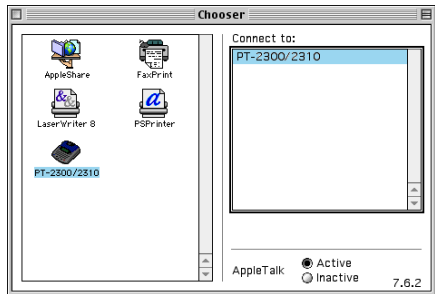 Chooser
AppleShare
FaxPrint
LaserWriter 8
PSPrinter
PT-2300/2310
Connect to:
PT-2300/2310
AppleTalk
Active
Inactive
7.6.2